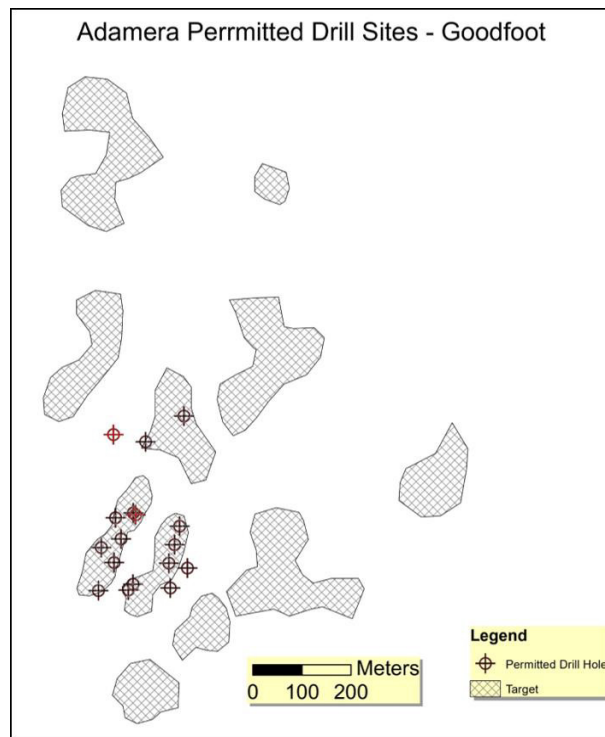 Adamera Perrmitted Drill Sites - Goodfoot
Legend
Permitted Drill Hole
Target
Meters
0 100 200